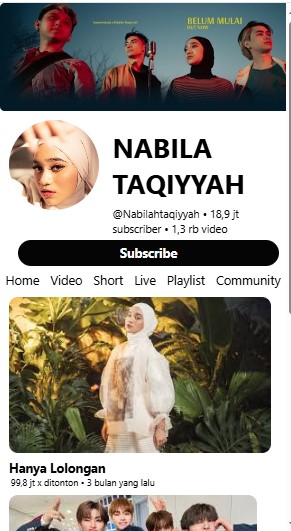 BELUM MULAI
OUT NOW
NABILA
TAQIYYAH
@Nabilahtaqiyyah • 18,9 jt
subscriber • 1,3 rb video
Subscribe
Home Video Short Live Playlist Community
Hanya Lolongan
99,8 jt x ditonton • 3 bulan yang lalu